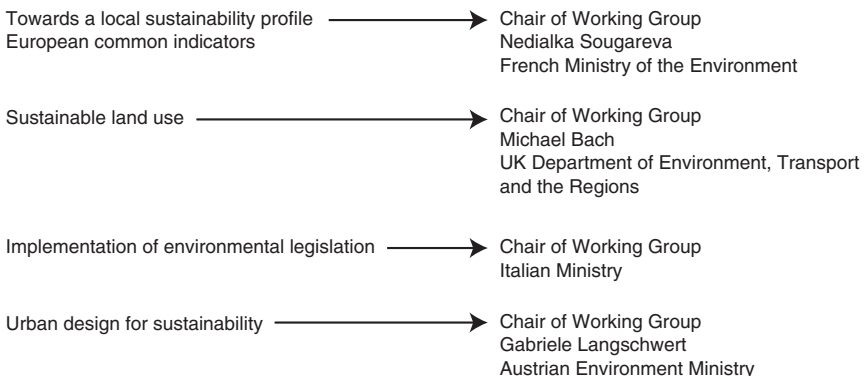 Towards a local sustainability profile
European common indicators
Chair of Working Group
Nedialka Sougareva
French Ministry of the Environment
Sustainable land use
Chair of Working Group
Michael Bach
UK Department of Environment, Transport
and the Regions
Implementation of environmental legislation
Chair of Working Group
Italian Ministry
Urban design for sustainability
Chair of Working Group
Gabriele Langschwert
Austrian Environment Ministry